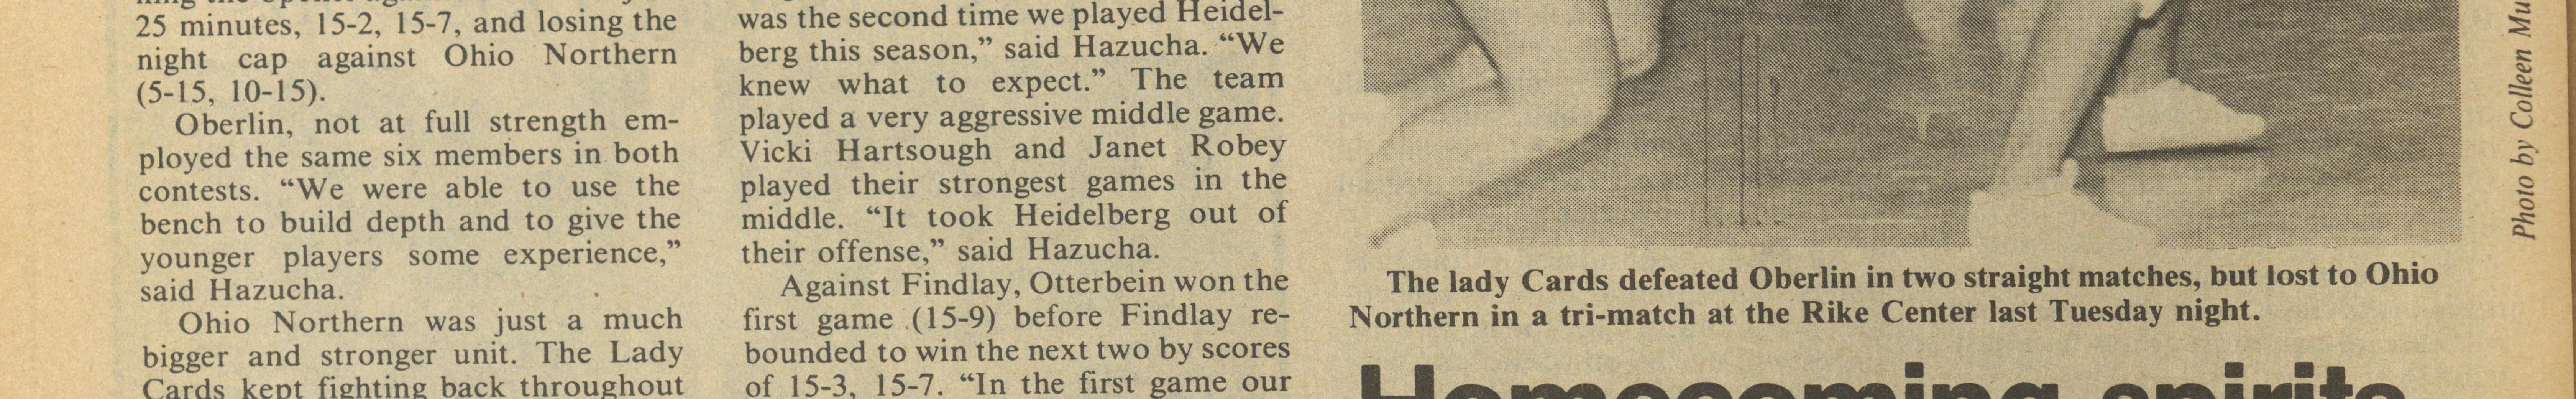 25 minutes, 15-2, 15-7, and losing the
night cap against Ohio Northern
(5-15, 10-15).
Oberlin, not at full strength em-
ployed the same six members in both
contests. “We were able to use the
bench to build depth and to give the
younger players some experience,”
said Hazucha.
Ohio Northern was just a much
bigger and stronger unit. The Lady
Cards kept fighting back throughout
was the second time we played Heidel-
berg this season,” said Hazucha. “We
knew what to expect.” The team
played a very aggressive middle game.
Vicki Hartsough and Janet Robey
played their strongest games in the
middle. “It took Heidelberg out of
their offense,” said Hazucha.
Against Findlay, Otterbein won the
first game (15-9) before Findlay re-
bounded to win the next two by scores
of 15-3, 15-7. “In the first game our
Photo by Colleen Mu
The lady Cards defeated Oberlin in two straight matches, but lost to Ohio
Northern in a tri-match at the Rike Center last Tuesday night.
Homecoming spirits